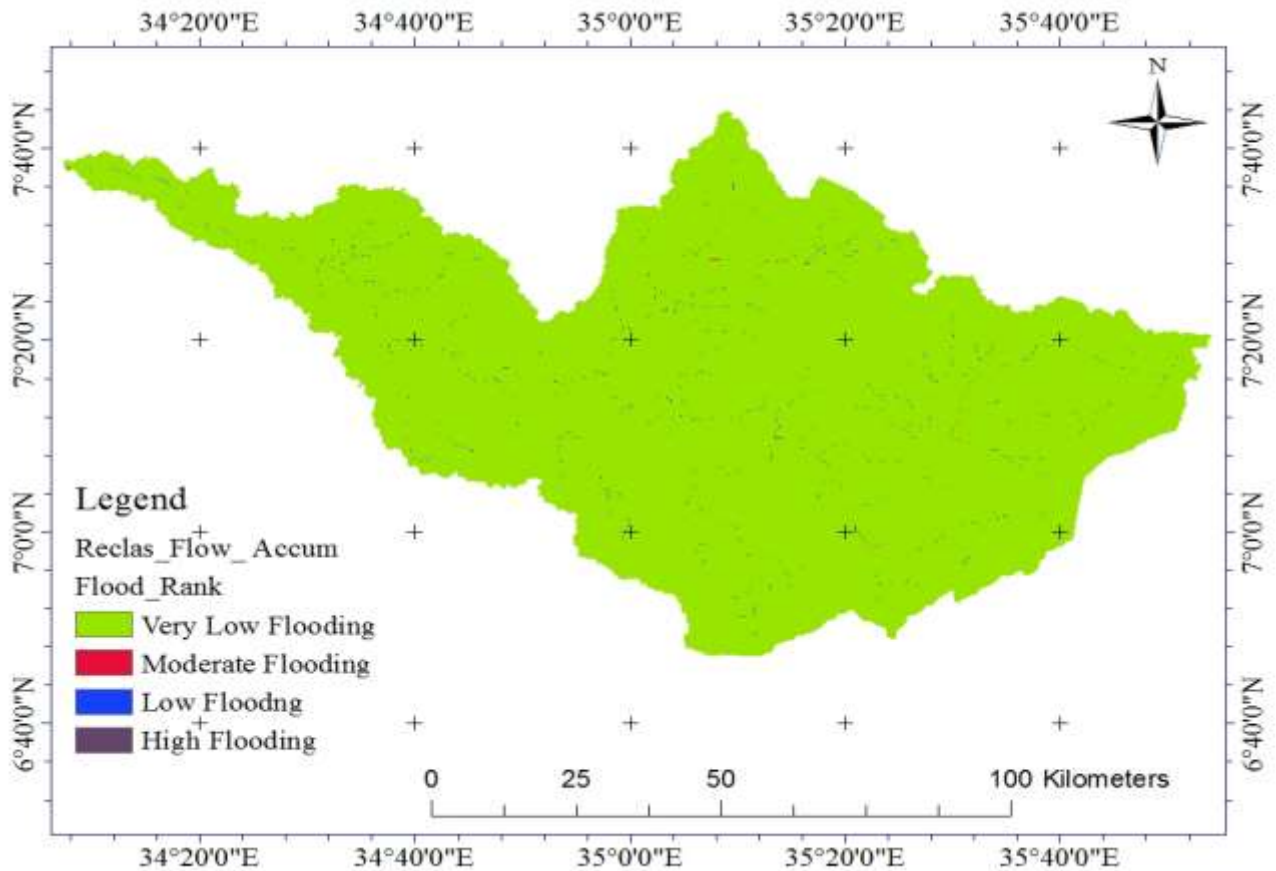 34°20'0"E 34°40'0"E 35°0'0"E 35°20'0"E 35°40'0"E
N
7°40'0"N 7°40'0"N
7°20'0"N 7°20'0"N
7°0'0"N 7°0'0"N
6°40'0"N 6°40'0"N
Legend
Reclas_Flow_ Accum
Flood_Rank
Very Low Flooding
Moderate Flooding
Low Floodng
High Flooding
0 25 50 100 Kilometers
34°20'0"E 34°40'0"E 35°0'0"E 35°20'0"E 35°40'0"E